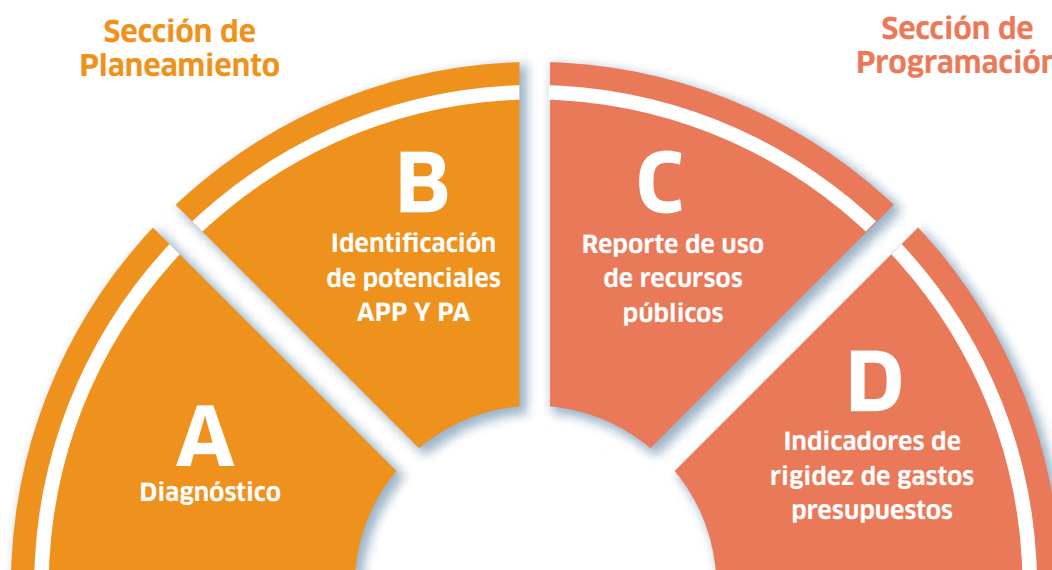 Sección de
Planeamiento
Sección de
Programación
A
Diagnóstico
B
Identificación
de potenciales
APP Y PA
C
Reporte de uso
de recursos
públicos
D
Indicadores de
rigidez de gastos
presupuestos